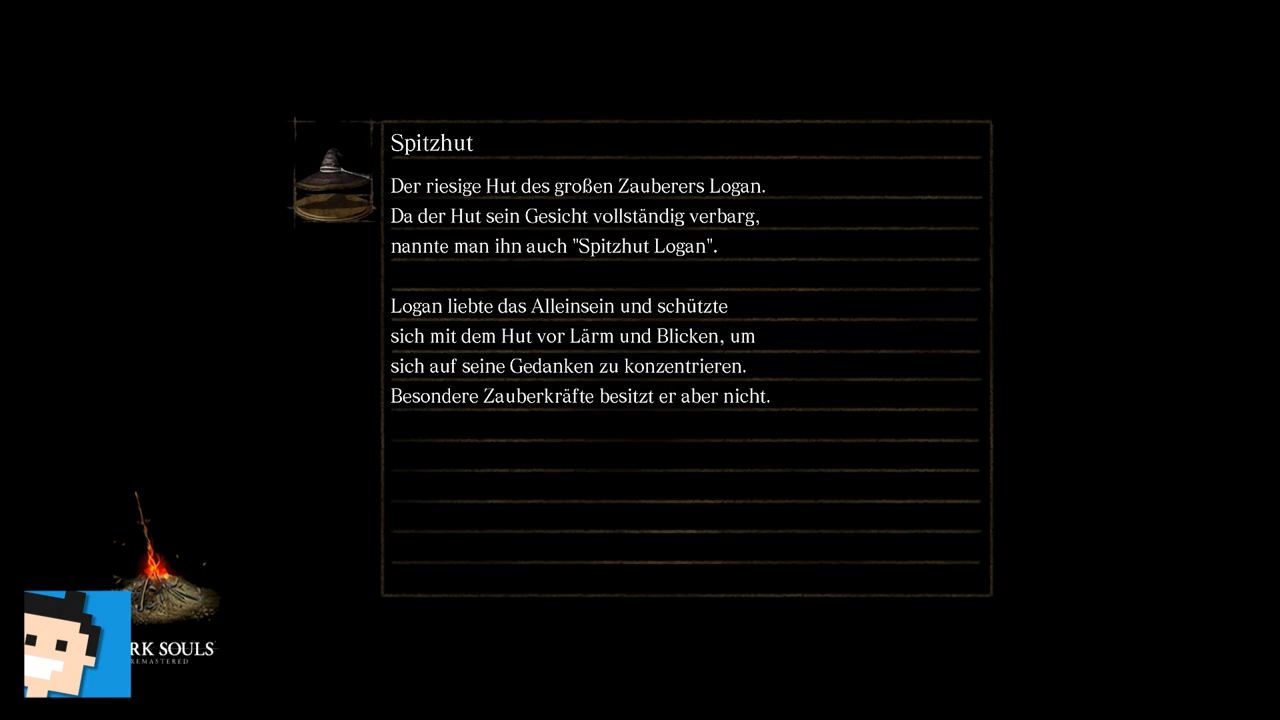 Spitzhut
Der riesige Hut des großen Zauberers Logan.
Da der Hut sein Gesicht vollständig verbarg,
nannte man ihn auch "Spitzhut Logan".
Logan liebte das Alleinsein und schützte
sich mit dem Hut vor Lärm und Blicken, um
sich auf seine Gedanken zu konzentrieren.
Besondere Zauberkräfte besitzt er aber nicht.
RK SOULS
REMASTERED